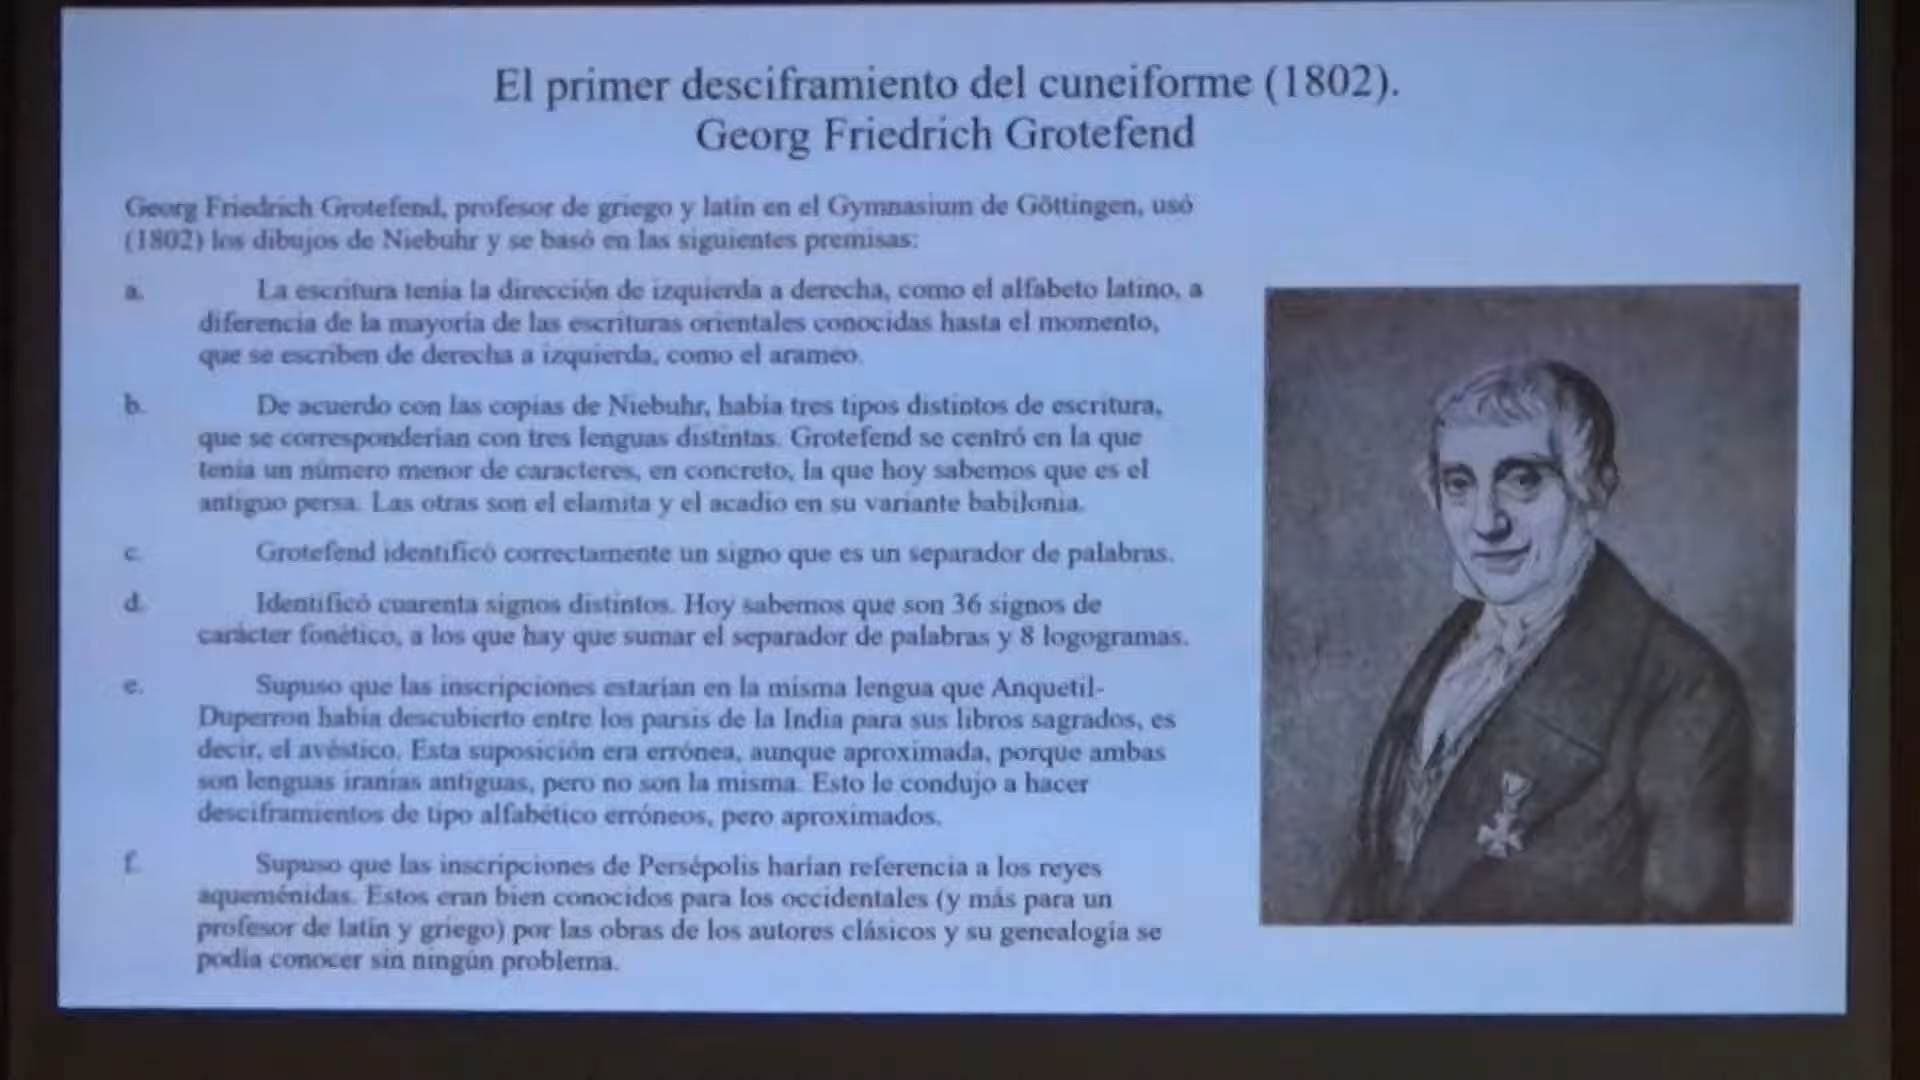 El primer desciframiento del cuneiforme (1802).
Georg Friedrich Grotefend
Georg Friedrich Grotefend, profesor de griego y latín en el Gymnasium de Göttingen, usó
(1802) los dibujos de Niebuhr y se basó en las siguientes premisas:
a. La escritura tenía la dirección de izquierda a derecha, como el alfabeto latino, a
diferencia de la mayoría de las escrituras orientales conocidas hasta el momento,
que se escriben de derecha a izquierda, como el arameo.
b. De acuerdo con las copias de Niebuhr, había tres tipos distintos de escritura,
que se corresponderían con tres lenguas distintas. Grotefend se centró en la que
tenía un número menor de caracteres, en concreto, la que hoy sabemos que es el
antiguo persa. Las otras son el elamita y el acadio en su variante babilonia.
c. Grotefend identificó correctamente un signo que es un separador de palabras.
d. Identificó cuarenta signos distintos. Hoy sabemos que son 36 signos de
carácter fonético, a los que hay que sumar el separador de palabras y 8 logogramas.
e. Supuso que las inscripciones estarían en la misma lengua que Anquetil-
Duperron había descubierto entre los parsis de la India para sus libros sagrados, es
decir, el avéstico. Esta suposición era errónea, aunque aproximada, porque ambas
son lenguas iranias antiguas, pero no son la misma. Esto le condujo a hacer
desciframientos de tipo alfabético erróneos, pero aproximados.
f. Supuso que las inscripciones de Persépolis harían referencia a los reyes
aqueménidas. Estos eran bien conocidos para los occidentales (y más para un
profesor de latín y griego) por las obras de los autores clásicos y su genealogía se
podía conocer sin ningún problema.